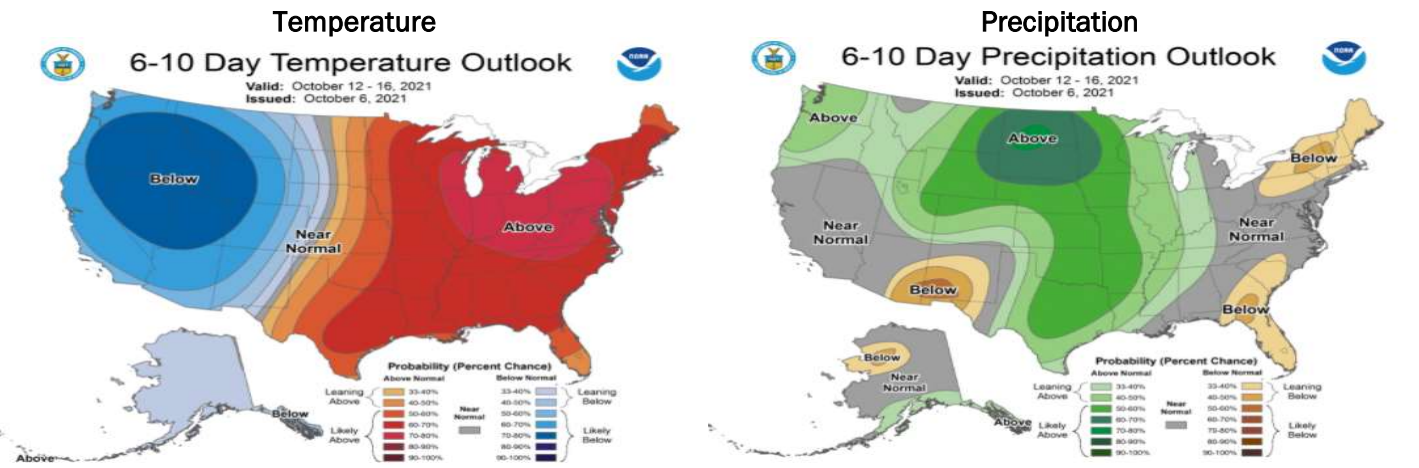 Temperature
6-10 Day Temperature Outlook
Valid: October 12 - 16, 2021
Issued: October 6, 2021
NOAA
Below
Near
Normal
Above
Below
Above
Probability (Percent Chance)
Above Normal
Below Normal
Leaning
Above
33-40%
40-50%
Likely
Above
50-60%
60-70%
70-80%
80-90%
90-100%
Near
Normal
33-40%
40-50%
Leaning
Below
50-60%
60-70%
70-80%
80-90%
90-100%
Likely
Below
Precipitation
6-10 Day Precipitation Outlook
Valid: October 12 - 16, 2021
Issued: October 6, 2021
NOAA
Above
Above
Below
Near
Normal
Near
Normal
Below
Below
Below
Near
Normal
Above
Probability (Percent Chance)
Above Normal
Below Normal
Leaning
Above
33-40%
40-50%
Likely
Above
50-60%
60-70%
70-80%
80-90%
90-100%
Near
Normal
33-40%
40-50%
Leaning
Below
50-60%
60-70%
70-80%
80-90%
90-100%
Likely
Below